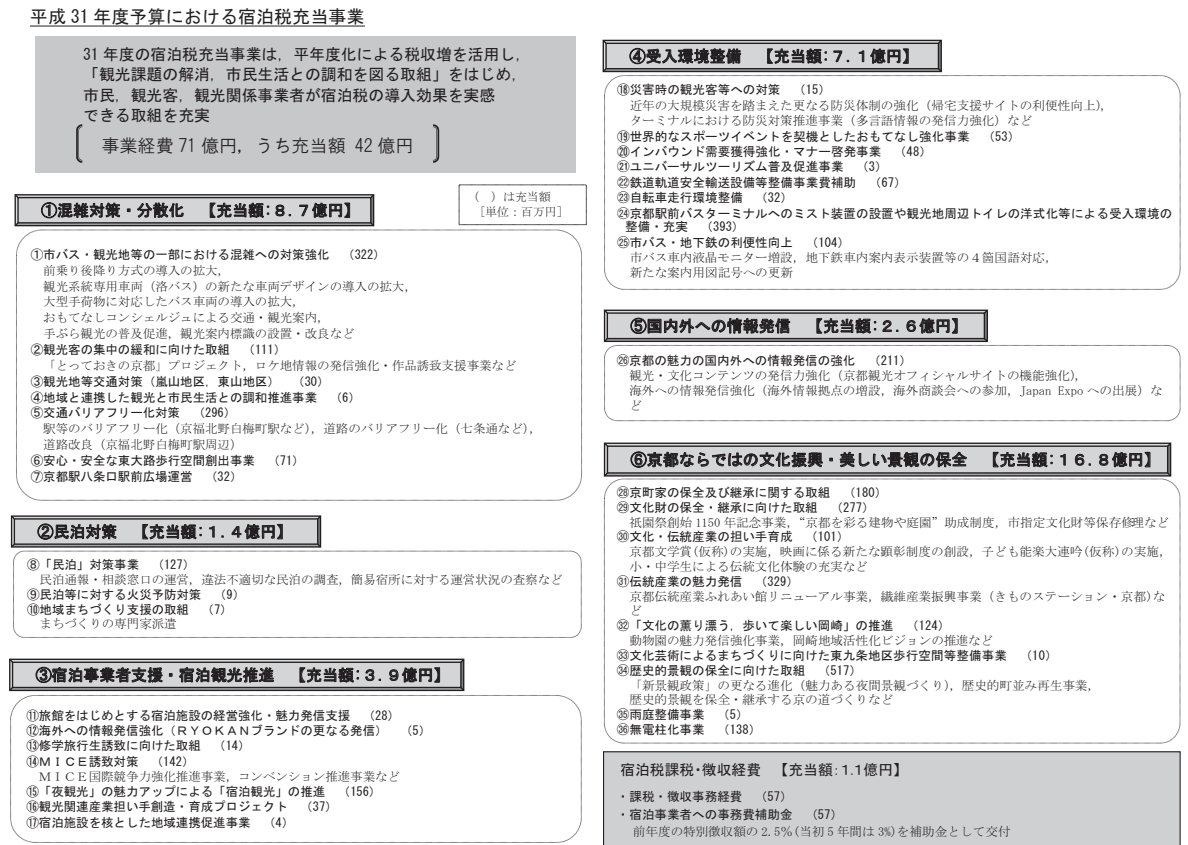 平成 31 年度予算における宿泊税充当事業
31 年度の宿泊税充当事業は，平年度化による税収増を活用し，
「観光課題の解消，市民生活との調和を図る取組」をはじめ，
市民，観光客，観光関係事業者が宿泊税の導入効果を実感
できる取組を充実
事業経費 71 億円，うち充当額 42 億円
（ ）は充当額
［単位：百万円］
①混雑対策・分散化 【充当額：8．7億円】
①市バス・観光地等の一部における混雑への対策強化 （322）
前乗り後降り方式の導入の拡大，
観光系統専用車両（洛バス）の新たな車両デザインの導入の拡大，
大型手荷物に対応したバス車両の導入の拡大，
おもてなしコンシェルジュによる交通・観光案内，
手ぶら観光の普及促進，観光案内標識の設置・改良など
②観光客の集中の緩和に向けた取組 （111）
「とっておきの京都」プロジェクト，ロケ地情報の発信強化・作品誘致支援事業など
③観光地等交通対策（嵐山地区，東山地区） （30）
④地域と連携した観光と市民生活との調和推進事業 （6）
⑤交通バリアフリー化対策 （296）
駅等のバリアフリー化（京福北野白梅町駅など），道路のバリアフリー化（七条通など），
道路改良（京福北野白梅町駅周辺）
⑥安心・安全な東大路歩行空間創出事業 （71）
⑦京都駅八条口駅前広場運営 （32）
②民泊対策 【充当額：1．4億円】
⑧「民泊」対策事業 （127）
民泊通報・相談窓口の運営，違法不適切な民泊の調査，簡易宿所に対する運営状況の査察など
⑨民泊等に対する火災予防対策 （9）
⑩地域まちづくり支援の取組 （7）
まちづくりの専門家派遣
③宿泊事業者支援・宿泊観光推進 【充当額：3．9億円】
⑪旅館をはじめとする宿泊施設の経営強化・魅力発信支援 （28）
⑫海外への情報発信強化（ＲＹＯＫＡＮブランドの更なる発信） （5）
⑬修学旅行生誘致に向けた取組 （14）
⑭ＭＩＣＥ誘致対策 （142）
ＭＩＣＥ国際競争力強化推進事業，コンベンション推進事業など
⑮「夜観光」の魅力アップによる「宿泊観光」の推進 （156）
⑯観光関連産業担い手創造・育成プロジェクト （37）
⑰宿泊施設を核とした地域連携促進事業 （4）
④受入環境整備 【充当額：7．1億円】
⑱災害時の観光客等への対策 （15）
近年の大規模災害を踏まえた更なる防災体制の強化（帰宅支援サイトの利便性向上），
ターミナルにおける防災対策推進事業（多言語情報の発信力強化）など
⑲世界的なスポーツイベントを契機としたおもてなし強化事業 （53）
⑳インバウンド需要獲得強化・マナー啓発事業 （48）
㉑ユニバーサルツーリズム普及促進事業 （3）
㉒鉄道軌道安全輸送設備等整備事業費補助 （67）
㉓自転車走行環境整備 （32）
㉔京都駅前バスターミナルへのミスト装置の設置や観光地周辺トイレの洋式化等による受入環境の
整備・充実 （393）
㉕市バス・地下鉄の利便性向上 （104）
市バス車内液晶モニター増設，地下鉄車内案内表示装置等の４箇国語対応，
新たな案内用図記号への更新
⑤国内外への情報発信 【充当額：2．6億円】
㉖京都の魅力の国内外への情報発信の強化 （211）
観光・文化コンテンツの発信力強化（京都観光オフィシャルサイトの機能強化），
海外への情報発信強化（海外情報拠点の増設，海外商談会への参加，Japan Expo への出展）な
ど
⑥京都ならではの文化振興・美しい景観の保全 【充当額：16．8億円】
㉘京町家の保全及び継承に関する取組 （180）
㉙文化財の保全・継承に向けた取組 （277）
祇園祭創始 1150 年記念事業，“京都を彩る建物や庭園”助成制度，市指定文化財等保存修理など
㉚文化・伝統産業の担い手育成 （101）
京都文学賞(仮称)の実施，映画に係る新たな顕彰制度の創設，子ども能楽大連吟(仮称)の実施，
小・中学生による伝統文化体験の充実など
㉛伝統産業の魅力発信 （329）
京都伝統産業ふれあい館リニューアル事業，繊維産業振興事業（きものステーション・京都）な
ど
㉜「文化の薫り漂う，歩いて楽しい岡崎」の推進 （124）
動物園の魅力発信強化事業，岡崎地域活性化ビジョンの推進など
㉝文化芸術によるまちづくりに向けた東九条地区歩行空間等整備事業 （10）
㉞歴史的景観の保全に向けた取組 （517）
「新景観政策」の更なる進化（魅力ある夜間景観づくり），歴史的町並み再生事業，
歴史的景観を保全・継承する京の道づくりなど
㉟雨庭整備事業 （5）
㊱無電柱化事業 （138）
宿泊税課税・徴収経費 【充当額：1.1億円】
・課税・徴収事務経費 （57）
・宿泊事業者への事務費補助金 （57）
前年度の特別徴収額の 2.5％(当初 5 年間は 3%)を補助金として交付